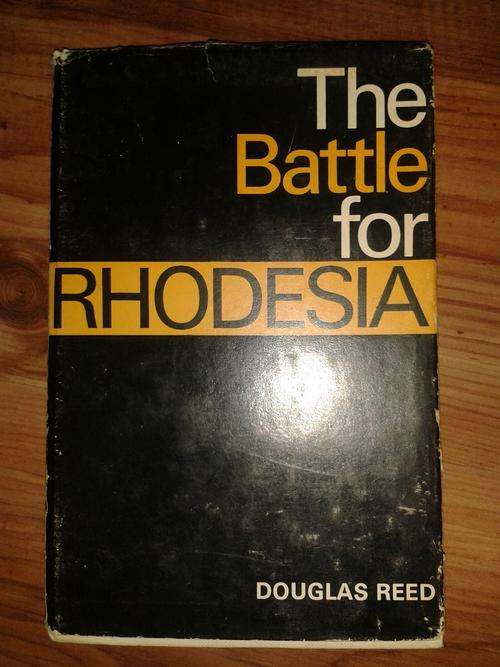 The
Battle
for
RHODESIA
DOUGLAS REED